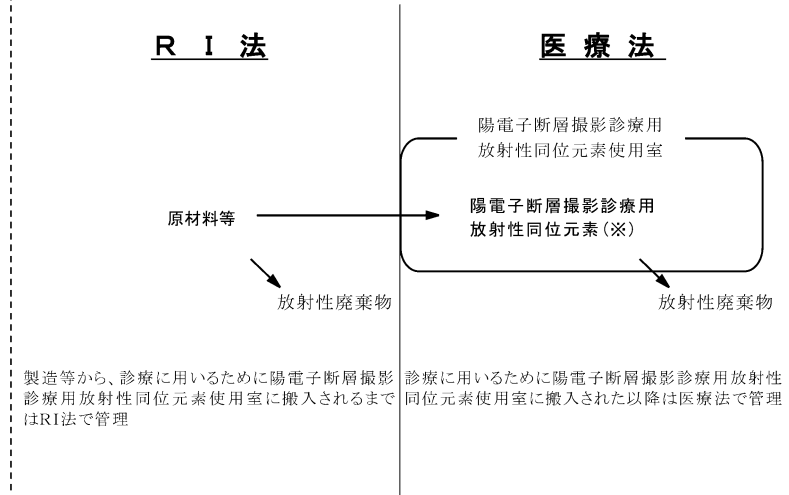 ＲＩ法
医療法
陽電子断層撮影診療用
放射性同位元素使用室
原材料等
陽電子断層撮影診療用
放射性同位元素(※)
放射性廃棄物
放射性廃棄物
製造等から、診療に用いるために陽電子断層撮影
診療用放射性同位元素使用室に搬入されるまで
はRI法で管理
診療に用いるために陽電子断層撮影診療用放射性
同位元素使用室に搬入された以降は医療法で管理